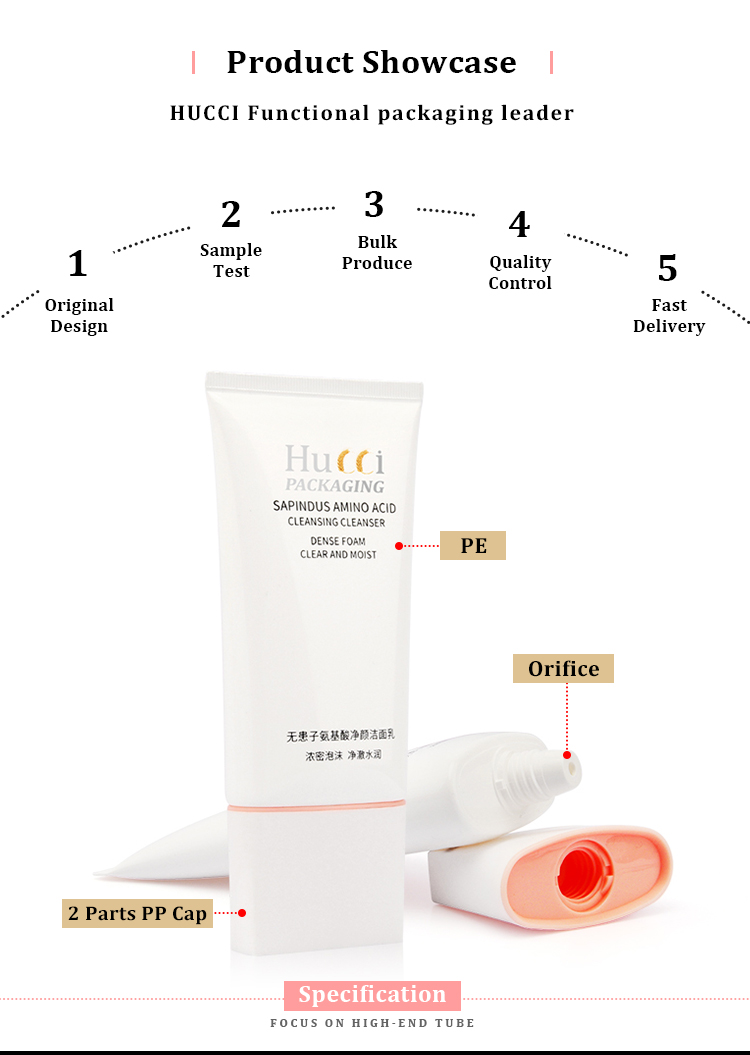 Product Showcase
HUCCI Functional packaging leader
1
Original
Design
2
Sample
Test
3
Bulk
Produce
4
Quality
Control
5
Fast
Delivery
Hucci
PACKAGING
SAPINDUS AMINO ACID
CLEANSING CLEANSER
DENSE FOAM
CLEAR AND MOIST
PE
Orifice
无患子氨基酸净颜洁面乳
浓密泡沫 净澈水润
2 Parts PP Cap
Specification
FOCUS ON HIGH-END TUBE